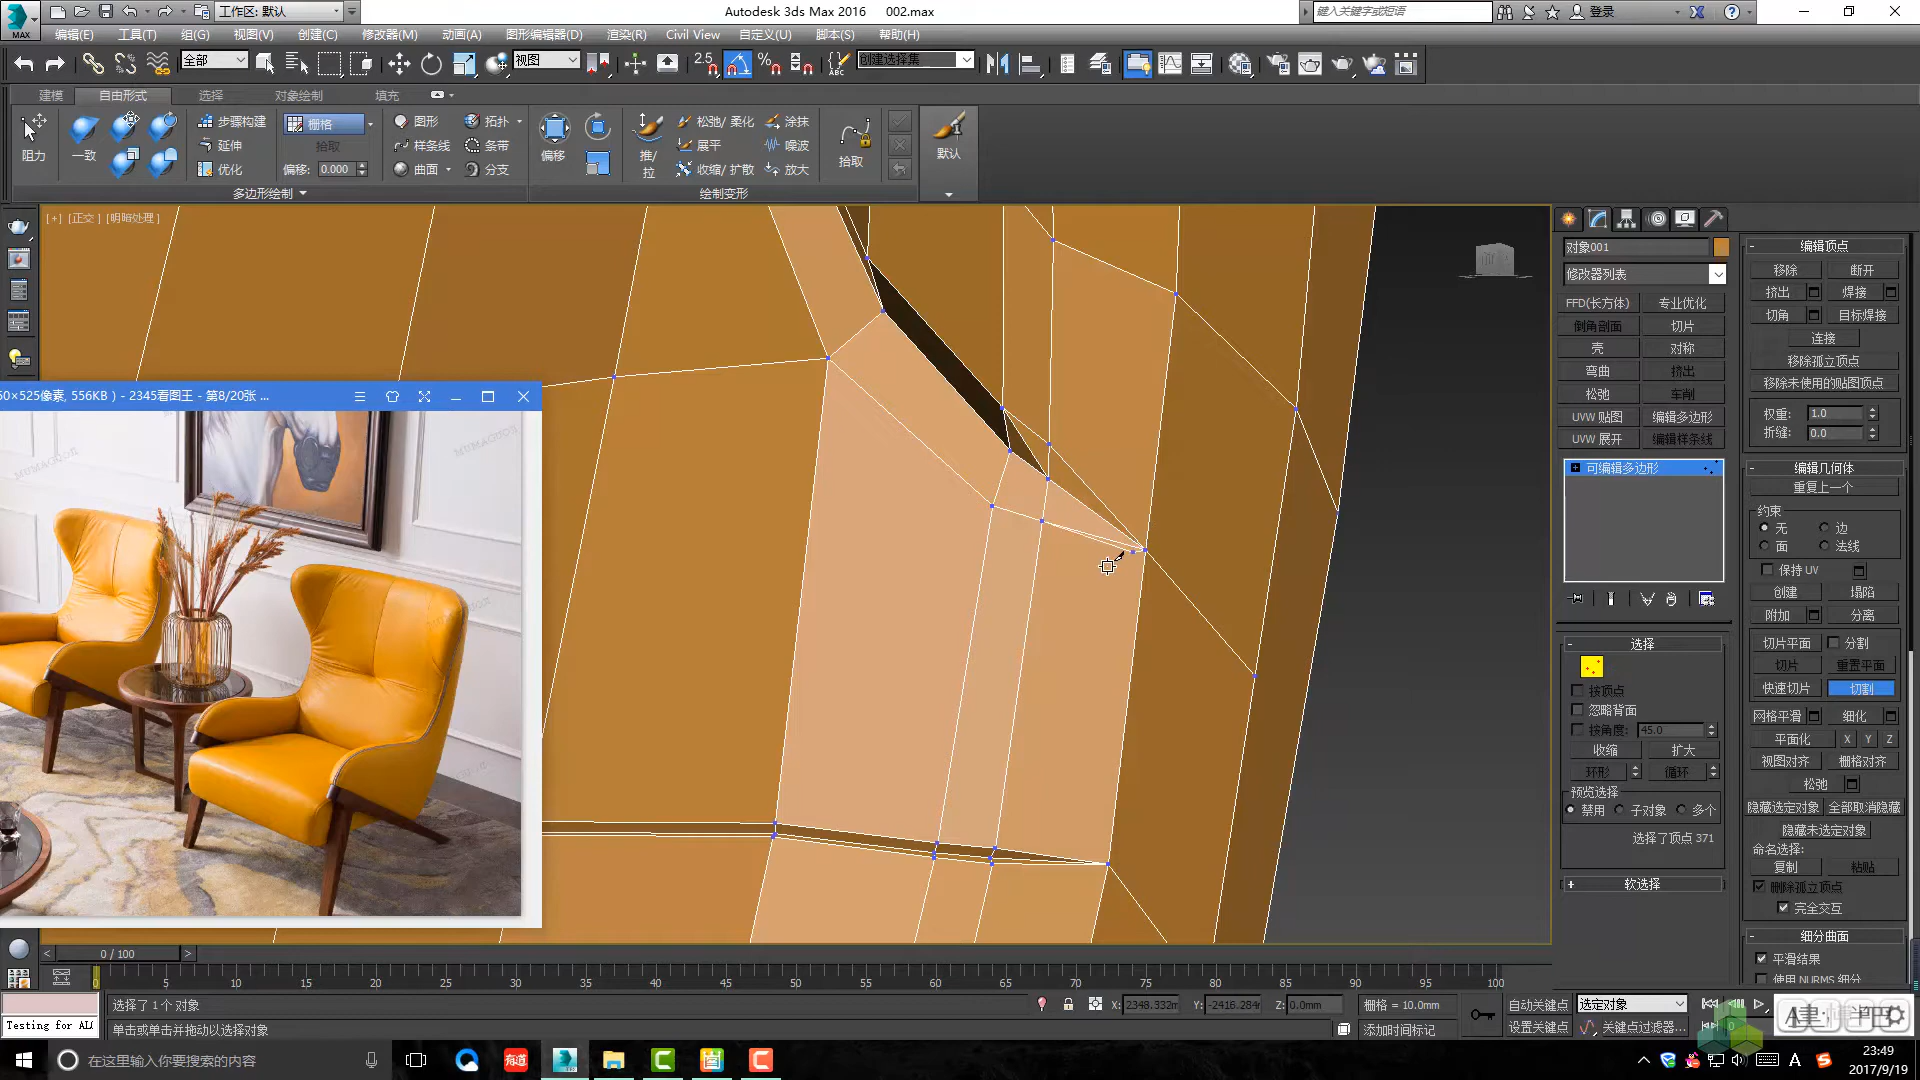 工作区: 默认
Autodesk 3ds Max 2016 002.max
键入关键字或短语
登录
MAX
编辑(E) 工具(T) 组(G) 视图(V) 创建(C) 修改器(M) 动画(A) 图形编辑器(D) 渲染(R) Civil View 自定义(U) 脚本(S) 帮助(H)
全部 视图 2.5 创建选择集
建模 自由形式 选择 对象绘制 填充
阻力 一致 步骤构建 延伸 优化 栅格 拾取 偏移: 0.000 图形 样条线 曲面 拓扑 条带 分支
偏移 推/拉 松弛/柔化 展平 收缩/扩散 涂抹 噪波 放大 拾取 默认
多边形绘制 绘制变形
[+] [正交] [明暗处理]
50×525像素, 556KB ) - 2345看图王 - 第8/20张 ...
对象001
修改器列表
FFD(长方体) 专业优化
倒角剖面 切片
壳 对称
弯曲 挤出
松弛 车削
UVW 贴图 编辑多边形
UVW 展开 编辑样条线
可编辑多边形
选择
按顶点
忽略背面
按角度: 45.0
收缩 扩大
环形 循环
预览选择
禁用 子对象 多个
选择了顶点 371
软选择
编辑顶点
移除 断开
挤出 焊接
切角 目标焊接
连接
移除孤立顶点
移除未使用的贴图顶点
权重: 1.0
折缝: 0.0
编辑几何体
重复上一个
约束
无 边
面 法线
保持 UV
创建 塌陷
附加 分离
切片平面 分割
切片 重置平面
快速切片 切割
网格平滑 细化
平面化 X Y Z
视图对齐 栅格对齐
松弛
隐藏选定对象 全部取消隐藏
隐藏未选定对象
命名选择:
复制 粘贴
删除孤立顶点
完全交互
细分曲面
平滑结果
使用 NURMS 细分
0 / 100
0 5 10 15 20 25 30 35 40 45 50 55 60 65 70 75 80 85 90 95 100
选择了 1 个 对象
X: 2348.332m Y: -2416.284m Z: 0.0mm 栅格 = 10.0mm
自动关键点 选定对象
Testing for ALL
单击或单击并拖动以选择对象
添加时间标记
设置关键点 关键点过滤器...
在这里输入你要搜索的内容
有道
23:49
2017/9/19